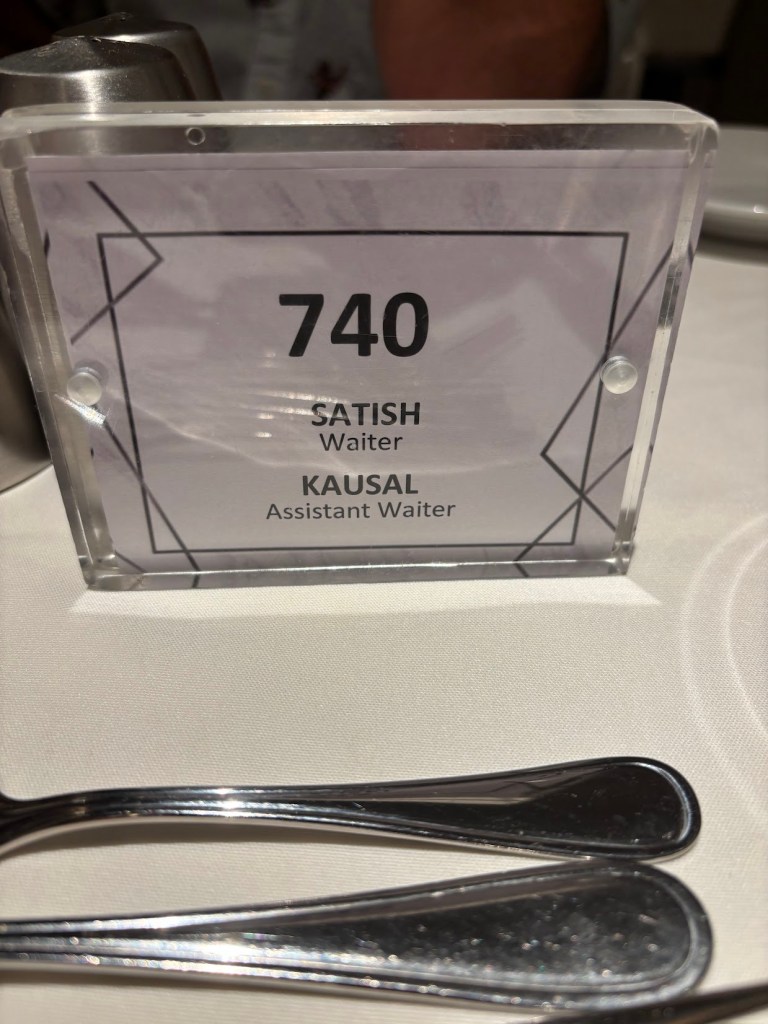 740
SATISH
Waiter
KAUSAL
Assistant Waiter